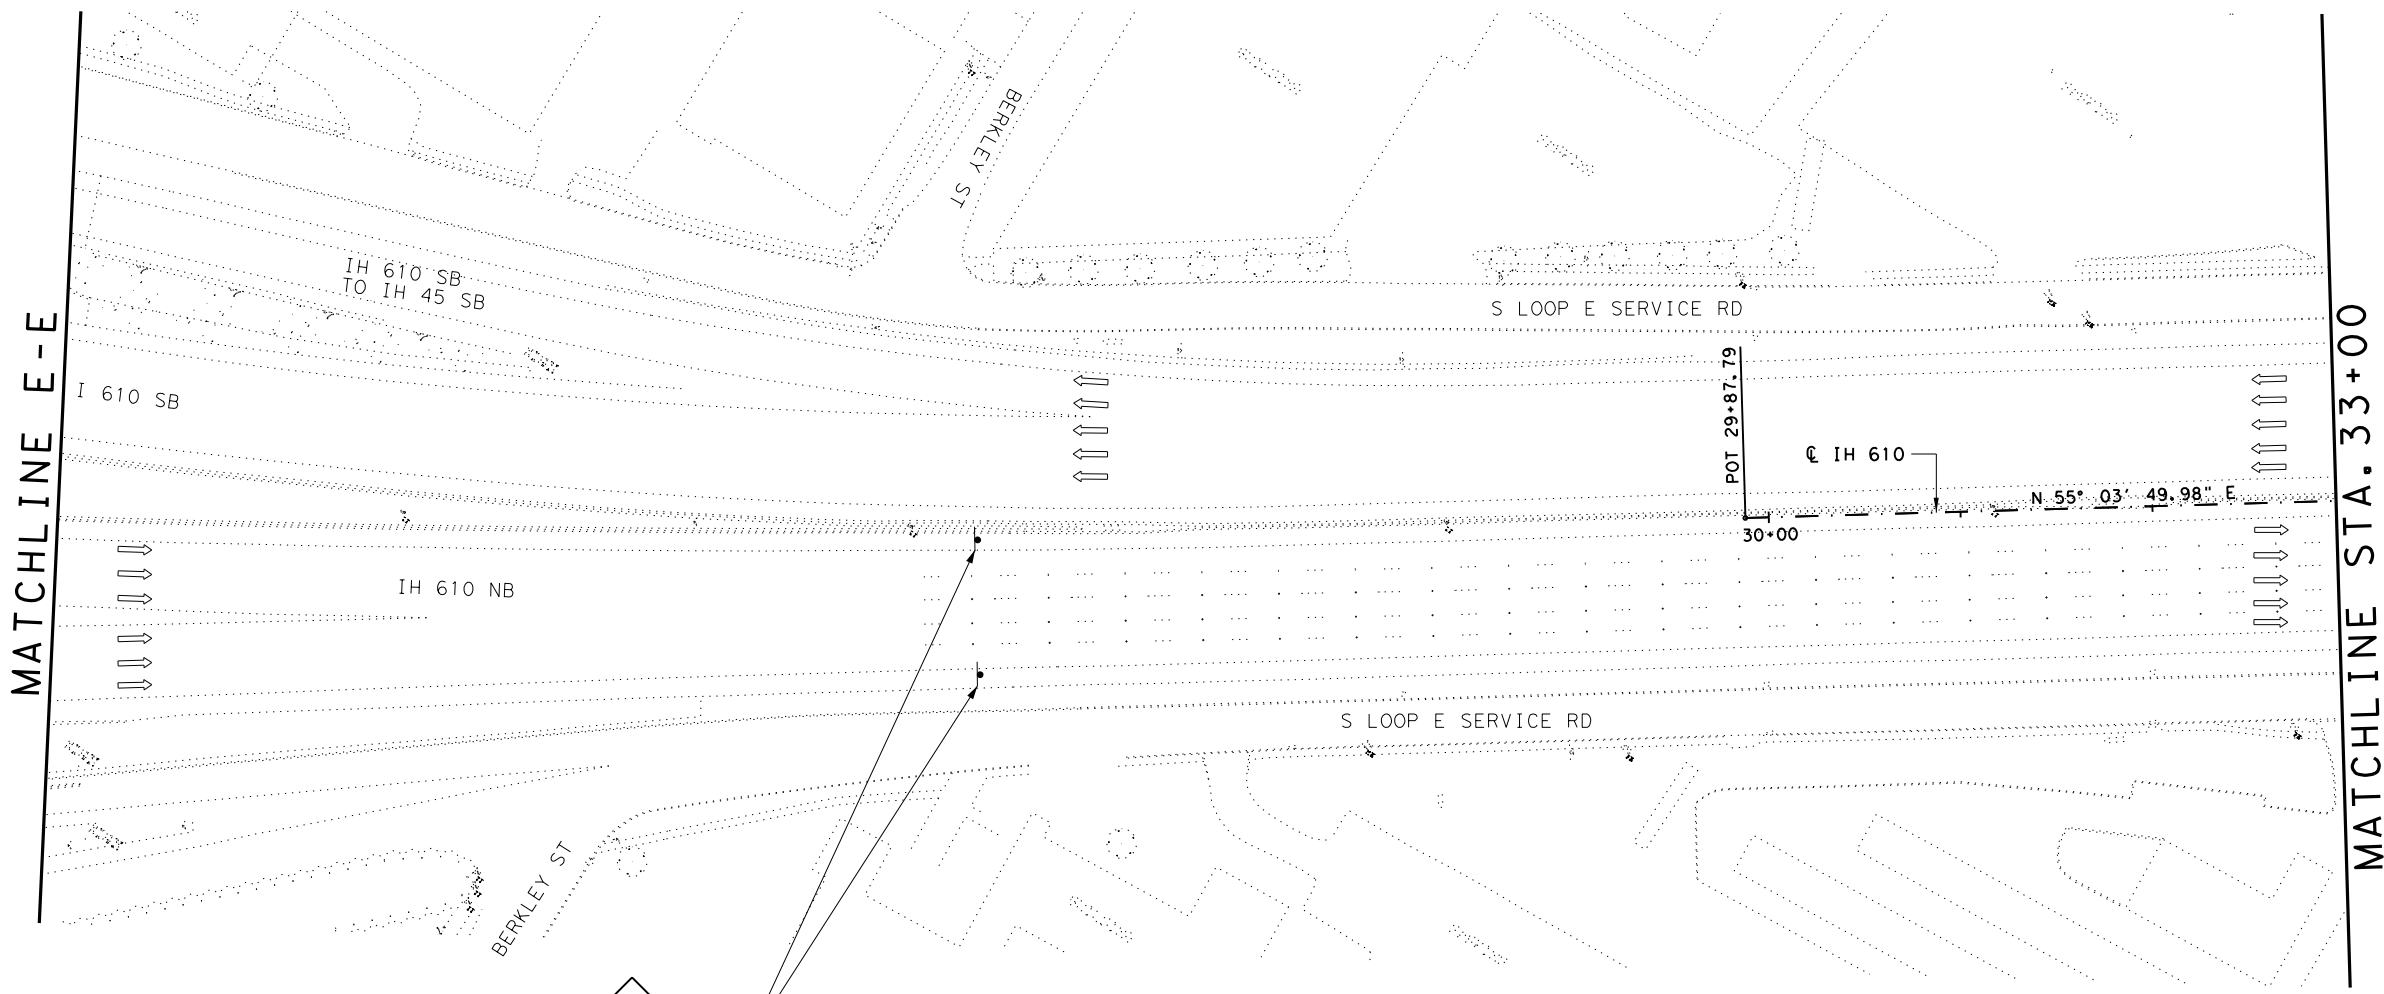 BERKLEY ST
IH 610 SB
TO IH 45 SB
S LOOP E SERVICE RD
MATCHLINE E-E
I 610 SB
POT 29+87.79
℄ IH 610
N 55° 03' 49.98" E
30+00
MATCHLINE STA. 33+00
IH 610 NB
S LOOP E SERVICE RD
BERKLEY ST